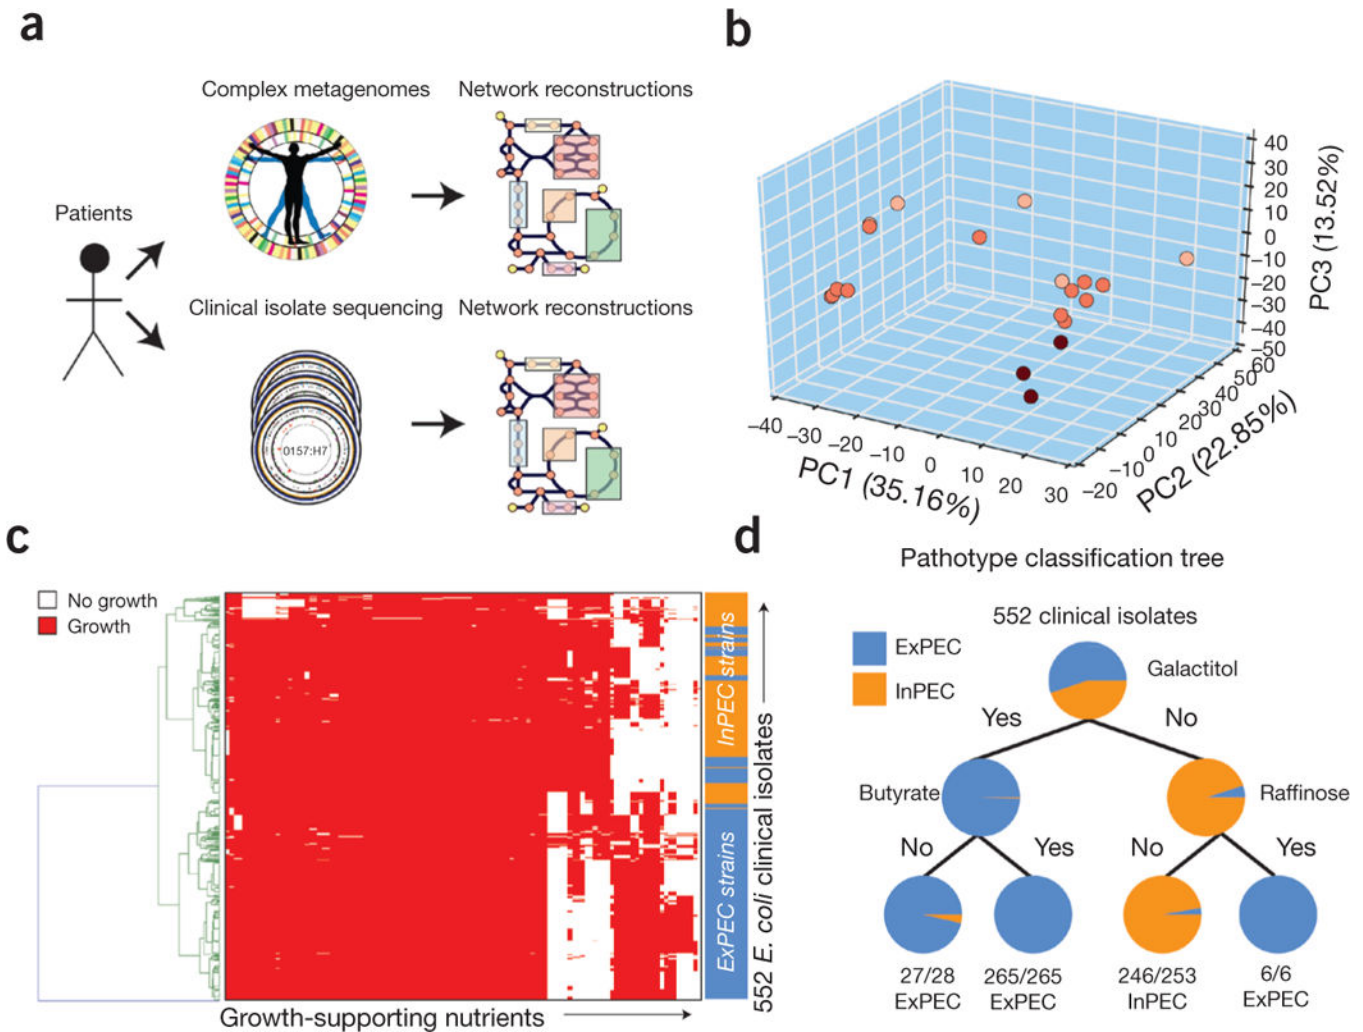 a
Complex metagenomes
Network reconstructions
Patients
Clinical isolate sequencing
Network reconstructions
0157:H7
b
40
30
20
10
0
−10
−20
−30
−40
−50
PC3 (13.52%)
−40 −30 −20 −10 0 10 20 30
PC1 (35.16%)
−20 −10 0 10 20 30 40 50 60
PC2 (22.85%)
c
No growth
Growth
InPEC strains
ExPEC strains
552 E. coli clinical isolates
Growth-supporting nutrients
d
Pathotype classification tree
552 clinical isolates
ExPEC
InPEC
Galactitol
Yes No
Butyrate
Raffinose
No Yes No Yes
27/28 265/265 246/253 6/6
ExPEC ExPEC InPEC ExPEC